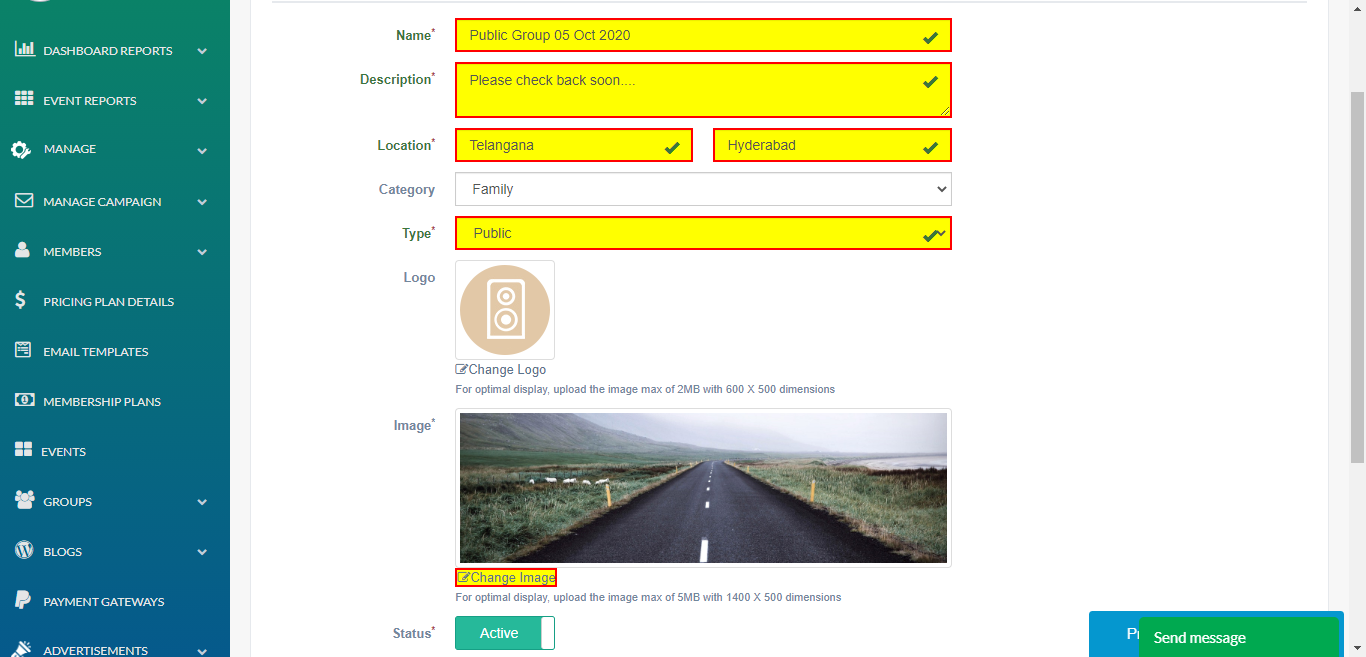 DASHBOARD REPORTS
EVENT REPORTS
MANAGE
MANAGE CAMPAIGN
MEMBERS
PRICING PLAN DETAILS
EMAIL TEMPLATES
MEMBERSHIP PLANS
EVENTS
GROUPS
BLOGS
PAYMENT GATEWAYS
ADVERTISEMENTS
Name* Public Group 05 Oct 2020
Description* Please check back soon....
Location* Telangana Hyderabad
Category Family
Type* Public
Logo
Change Logo
For optimal display, upload the image max of 2MB with 600 X 500 dimensions
Image*
Change Image
For optimal display, upload the image max of 5MB with 1400 X 500 dimensions
Status* Active
Send message